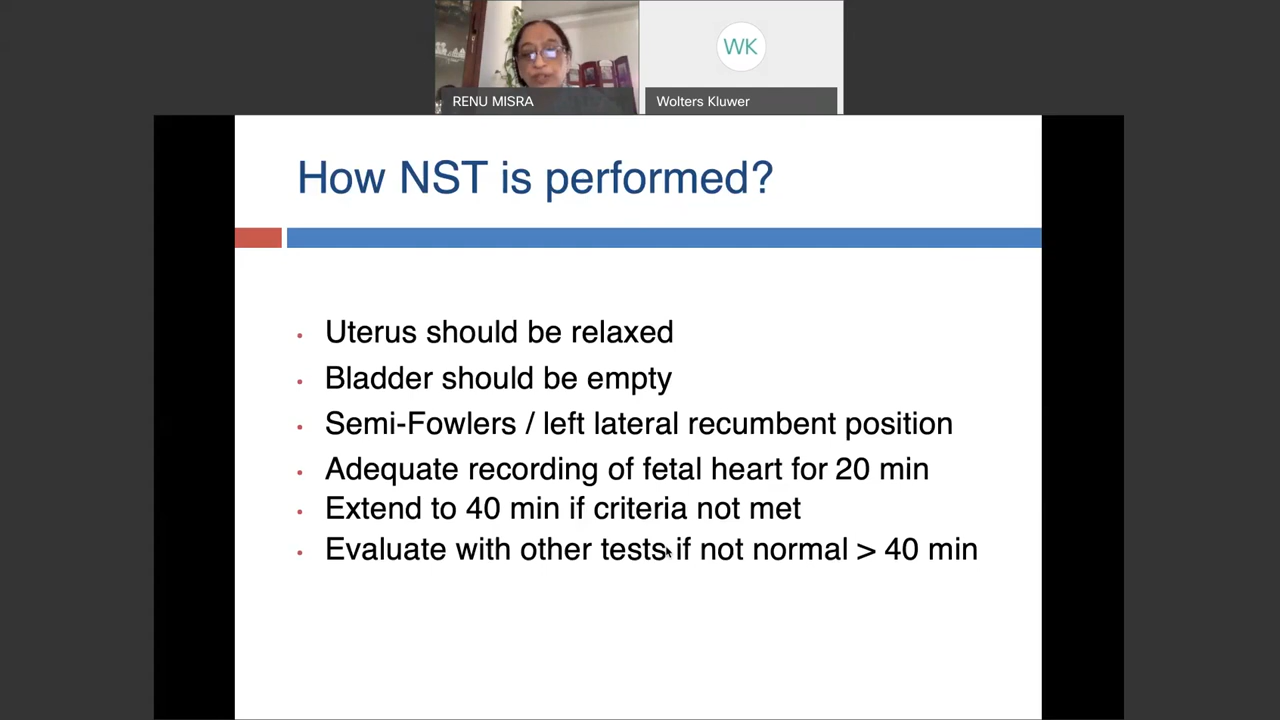 WK
RENU MISRA
Wolters Kluwer
How NST is performed?
• Uterus should be relaxed
• Bladder should be empty
• Semi-Fowlers / left lateral recumbent position
• Adequate recording of fetal heart for 20 min
• Extend to 40 min if criteria not met
• Evaluate with other tests if not normal > 40 min